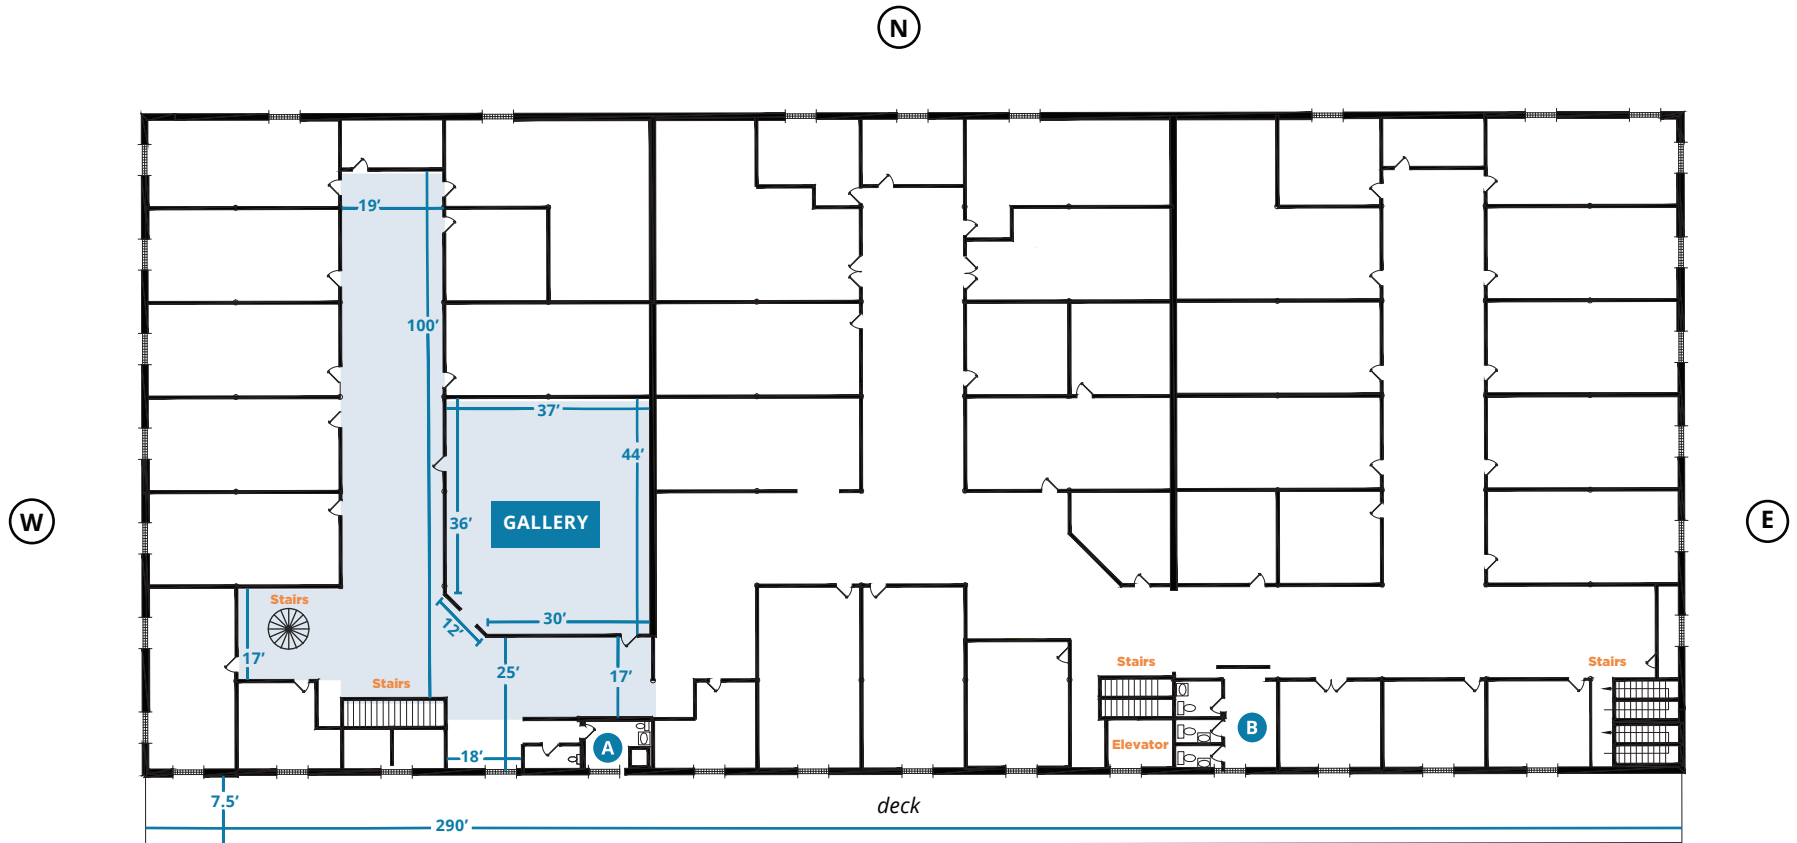 N
19’
100’
37’
44’
W
36’
GALLERY
E
Stairs
30’
12’
17’
25’
17’
Stairs
Stairs
Stairs
A
B
Elevator
18’
7.5’
deck
290’